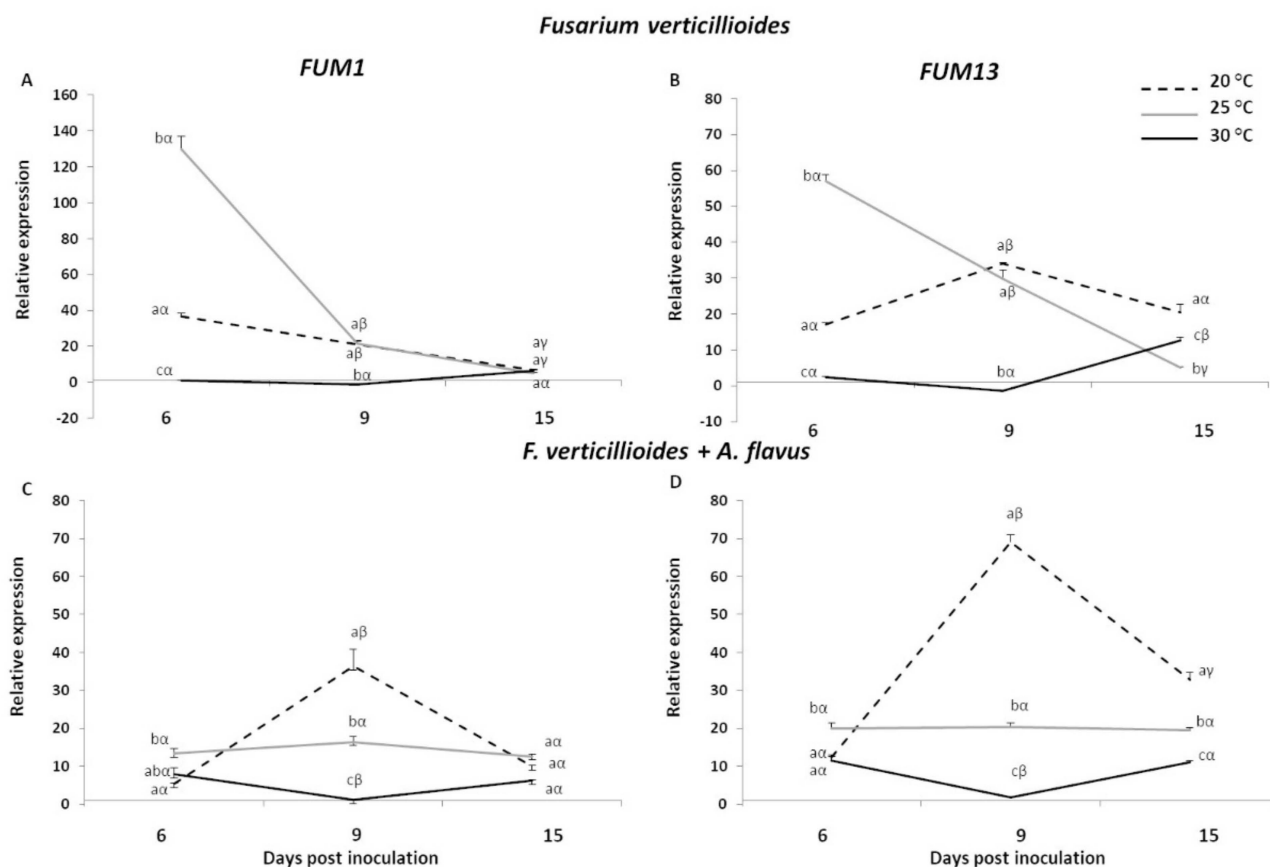 Fusarium verticillioides
A
FUM1
160
140
120
100
80
60
40
20
0
-20
Relative expression
bα
aα
cα
aβ
aβ
bα
aγ
aγ
aα
6
9
15
B
FUM13
20 °C
25 °C
30 °C
80
70
60
50
40
30
20
10
0
-10
Relative expression
bα
aα
cα
aβ
aβ
bα
aα
cβ
bγ
6
9
15
F. verticillioides + A. flavus
C
80
70
60
50
40
30
20
10
0
Relative expression
bα
abα
aα
aβ
bα
cβ
aα
aα
aα
6
9
15
Days post inoculation
D
80
70
60
50
40
30
20
10
0
Relative expression
bα
aα
aα
aβ
bα
cβ
aγ
bα
cα
6
9
15
Days post inoculation